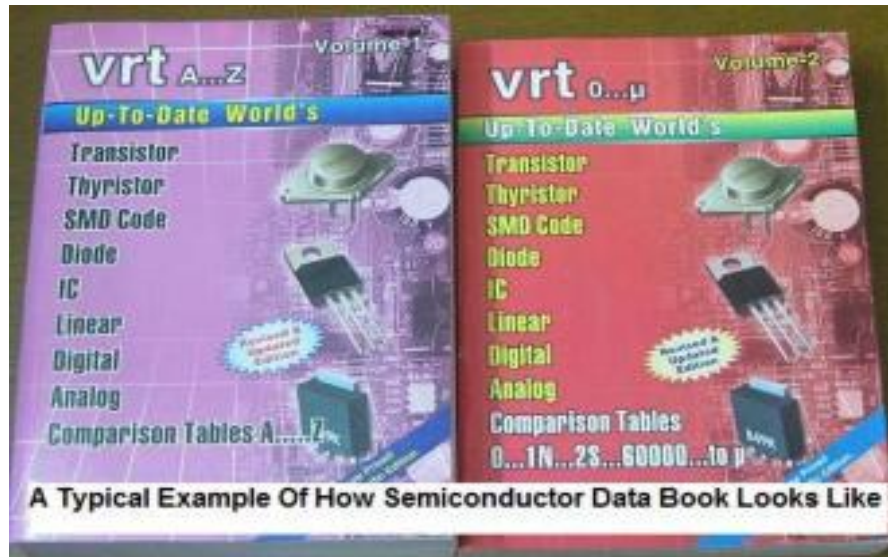 Volume-1
vrt A...Z
Up-To-Date World's
Transistor
Thyristor
SMD Code
Diode
IC
Linear
Revised &
Updated
Edition
Digital
Analog
Comparison Tables A.....Z
Volume-2
vrt 0...µ
Up-To-Date World's
Transistor
Thyristor
SMD Code
Diode
IC
Linear
Revised &
Updated
Edition
Digital
Analog
Comparison Tables
0...1N...2S...60000...to µ
A Typical Example Of How Semiconductor Data Book Looks Like